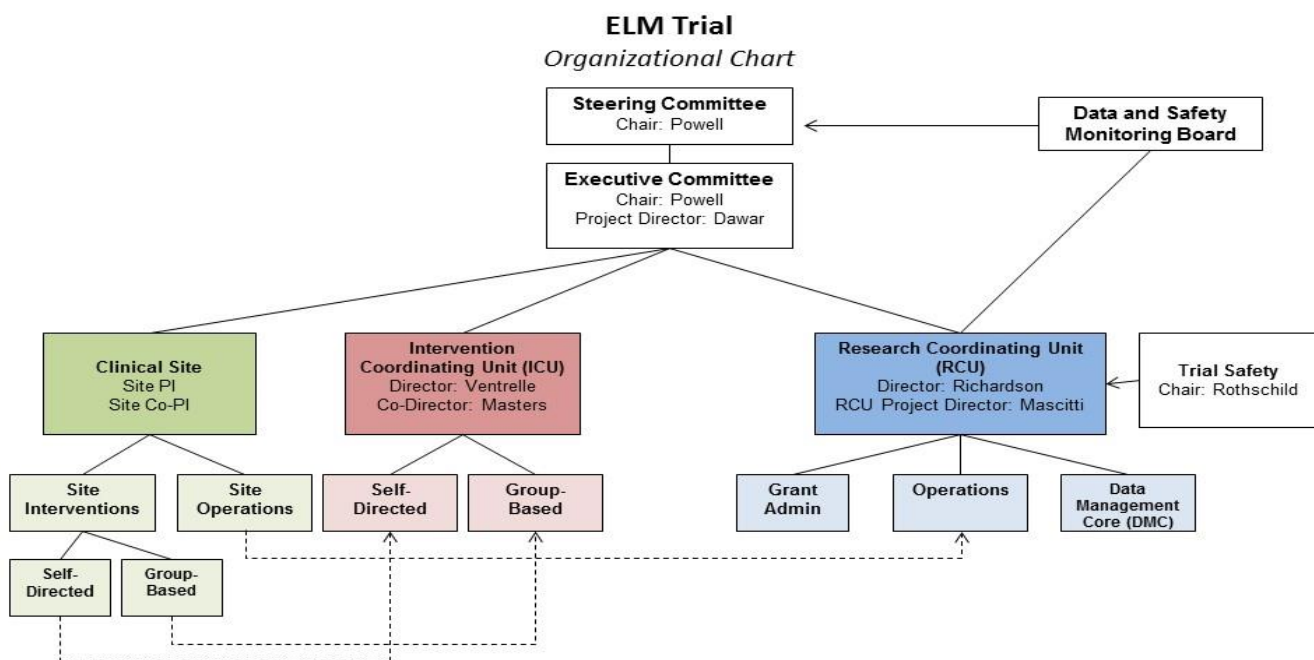 ELM Trial
Organizational Chart
Steering Committee
Chair: Powell
Data and Safety
Monitoring Board
Executive Committee
Chair: Powell
Project Director: Dawar
Clinical Site
Site PI
Site Co-PI
Intervention
Coordinating Unit (ICU)
Director: Ventrelle
Co-Director: Masters
Research Coordinating Unit
(RCU)
Director: Richardson
RCU Project Director: Mascitti
Trial Safety
Chair: Rothschild
Site
Interventions
Site
Operations
Self-
Directed
Group-
Based
Grant
Admin
Operations
Data
Management
Core (DMC)
Self-
Directed
Group-
Based